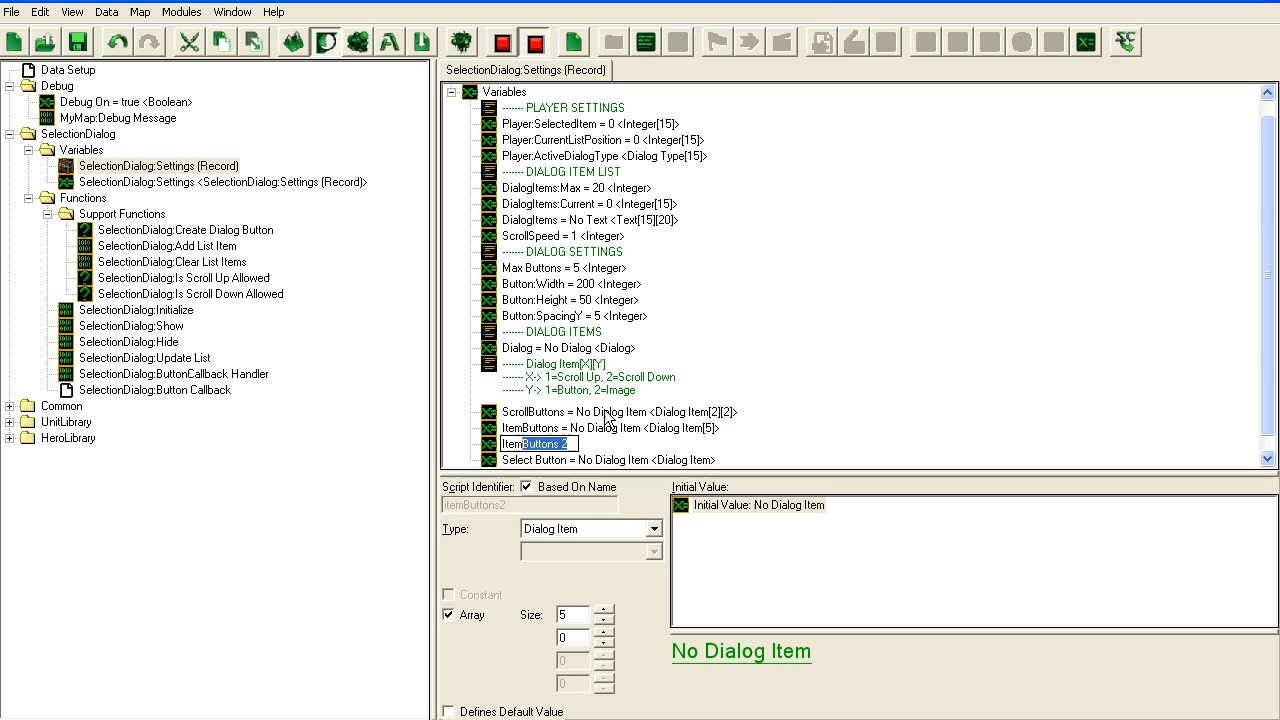 File Edit View Data Map Modules Window Help
Data Setup
Debug
Debug On = true <Boolean>
MyMap:Debug Message
SelectionDialog
Variables
SelectionDialog:Settings (Record)
SelectionDialog:Settings <SelectionDialog:Settings (Record)>
Functions
Support Functions
SelectionDialog:Create Dialog Button
SelectionDialog:Add List Item
SelectionDialog:Clear List Items
SelectionDialog:Is Scroll Up Allowed
SelectionDialog:Is Scroll Down Allowed
SelectionDialog:Initialize
SelectionDialog:Show
SelectionDialog:Hide
SelectionDialog:Update List
SelectionDialog:ButtonCallback Handler
SelectionDialog:Button Callback
Common
UnitLibrary
HeroLibrary
SelectionDialog:Settings (Record)
Variables
------- PLAYER SETTINGS
Player:SelectedItem = 0 <Integer[15]>
Player:CurrentListPosition = 0 <Integer[15]>
Player:ActiveDialogType <Dialog Type[15]>
------- DIALOG ITEM LIST
DialogItems:Max = 20 <Integer>
DialogItems:Current = 0 <Integer[15]>
DialogItems = No Text <Text[15][20]>
ScrollSpeed = 1 <Integer>
------- DIALOG SETTINGS
Max Buttons = 5 <Integer>
Button:Width = 200 <Integer>
Button:Height = 50 <Integer>
Button:SpacingY = 5 <Integer>
------- DIALOG ITEMS
Dialog = No Dialog <Dialog>
------- Dialog Item[X][Y]
------- X-> 1=Scroll Up, 2=Scroll Down
------- Y-> 1=Button, 2=Image
ScrollButtons = No Dialog Item <Dialog Item[2][2]>
ItemButtons = No Dialog Item <Dialog Item[5]>
ItemButtons 2
Select Button = No Dialog Item <Dialog Item>
Script Identifier: Based On Name
itemButtons2
Type: Dialog Item
Constant
Array Size: 5
0
0
0
Defines Default Value
Initial Value:
Initial Value: No Dialog Item
No Dialog Item